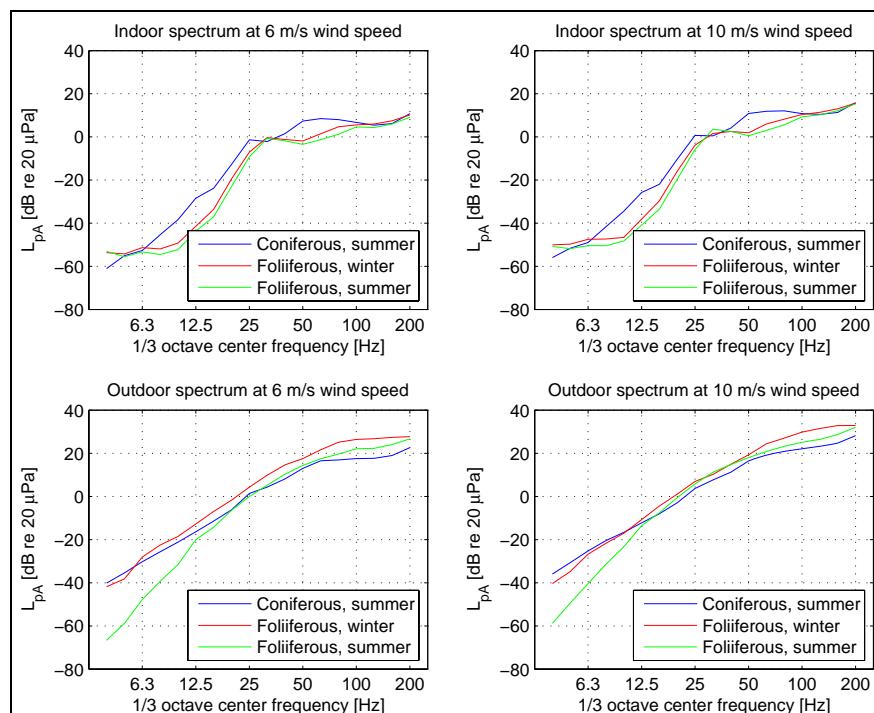 Indoor spectrum at 6 m/s wind speed
40
20
0
−20
−40
−60
−80
L_pA [dB re 20 μPa]
Coniferous, summer
Foliiferous, winter
Foliiferous, summer
6.3 12.5 25 50 100 200
1/3 octave center frequency [Hz]
Indoor spectrum at 10 m/s wind speed
40
20
0
−20
−40
−60
−80
L_pA [dB re 20 μPa]
Coniferous, summer
Foliiferous, winter
Foliiferous, summer
6.3 12.5 25 50 100 200
1/3 octave center frequency [Hz]
Outdoor spectrum at 6 m/s wind speed
40
20
0
−20
−40
−60
−80
L_pA [dB re 20 μPa]
Coniferous, summer
Foliiferous, winter
Foliiferous, summer
6.3 12.5 25 50 100 200
1/3 octave center frequency [Hz]
Outdoor spectrum at 10 m/s wind speed
40
20
0
−20
−40
−60
−80
L_pA [dB re 20 μPa]
Coniferous, summer
Foliiferous, winter
Foliiferous, summer
6.3 12.5 25 50 100 200
1/3 octave center frequency [Hz]